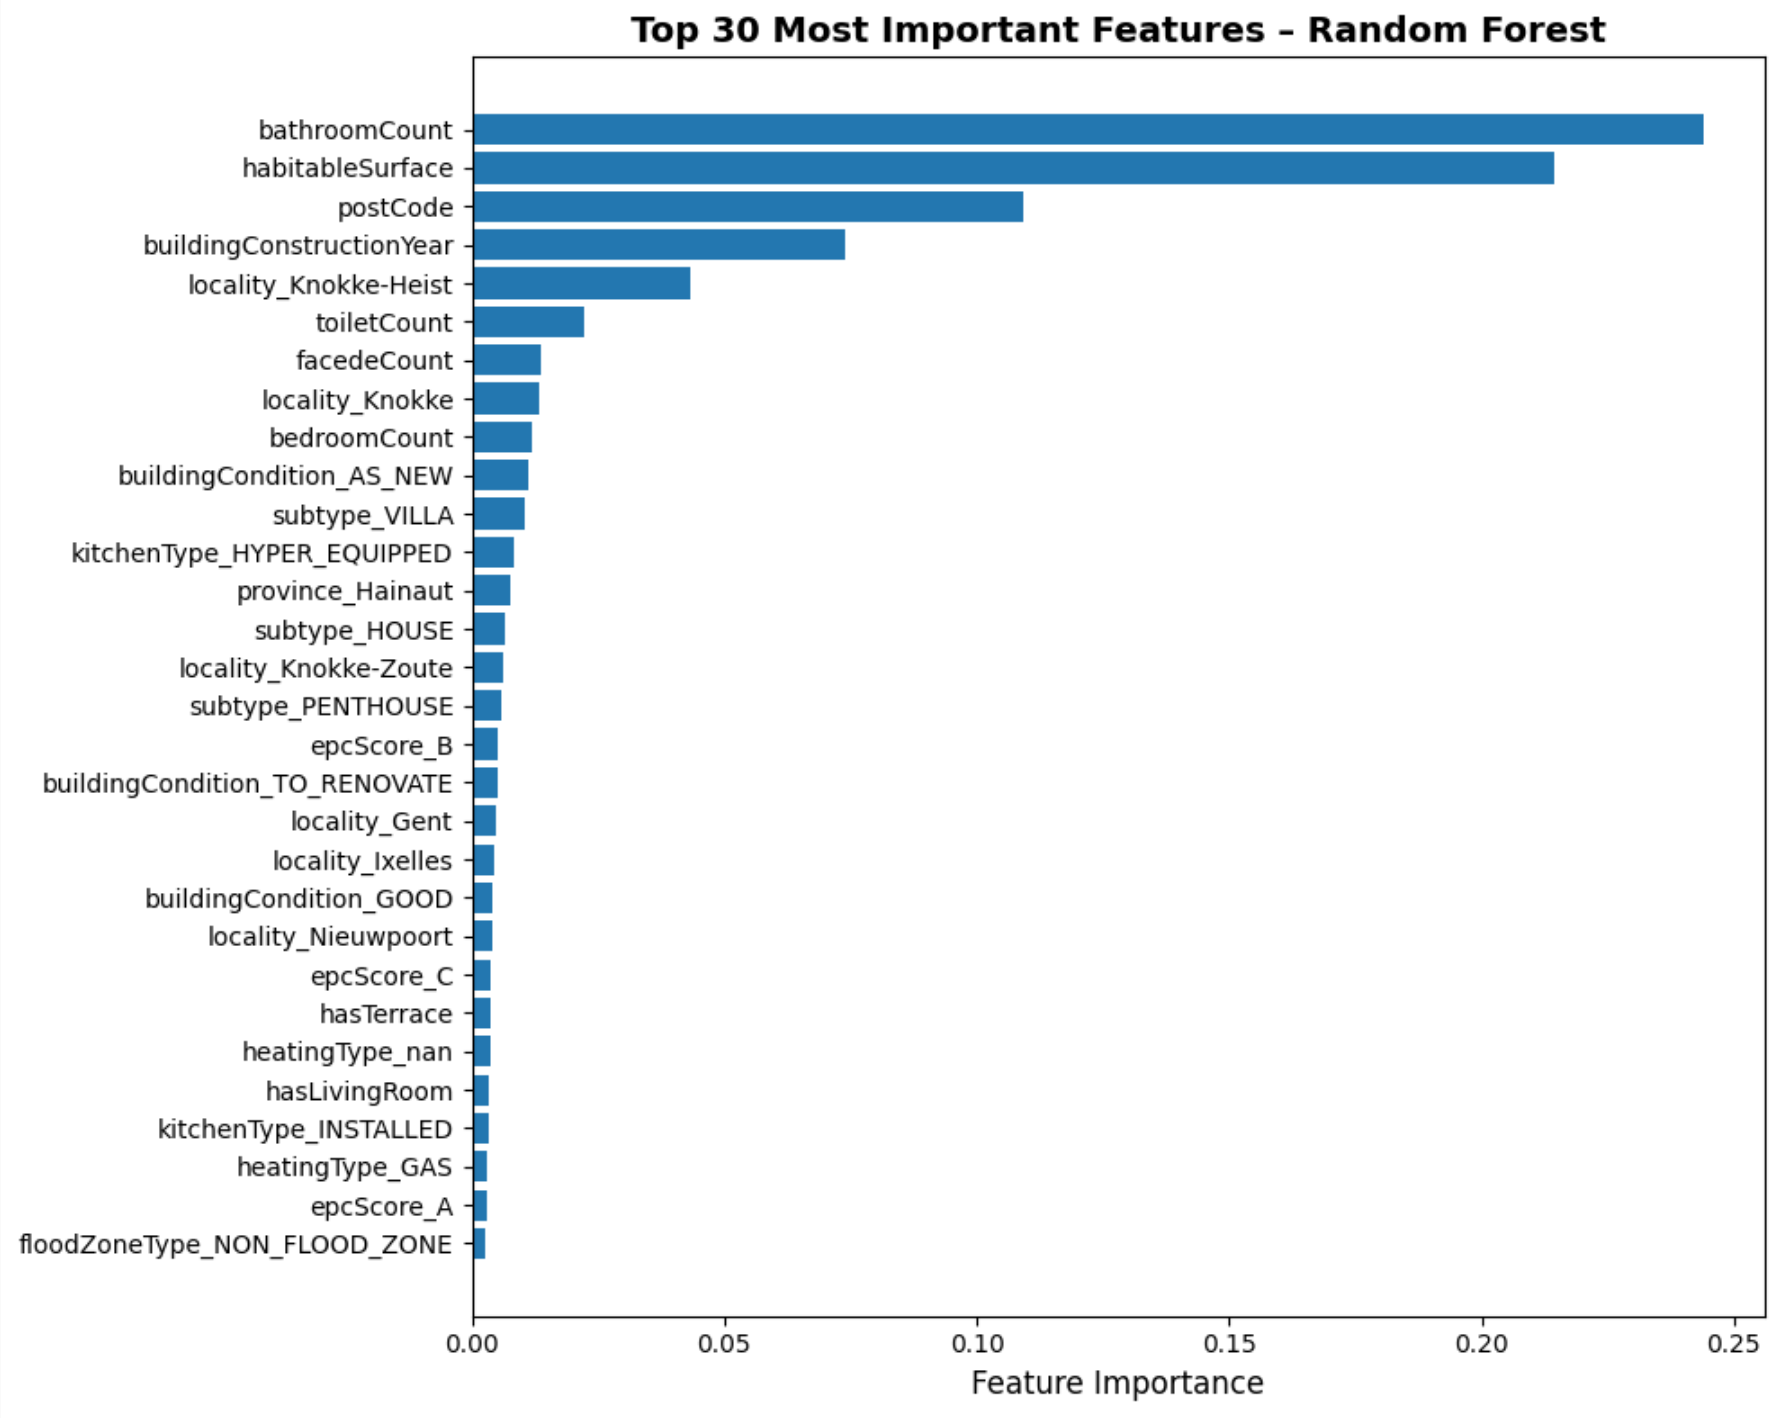 Top 30 Most Important Features – Random Forest
bathroomCount
habitableSurface
postCode
buildingConstructionYear
locality_Knokke-Heist
toiletCount
facedeCount
locality_Knokke
bedroomCount
buildingCondition_AS_NEW
subtype_VILLA
kitchenType_HYPER_EQUIPPED
province_Hainaut
subtype_HOUSE
locality_Knokke-Zoute
subtype_PENTHOUSE
epcScore_B
buildingCondition_TO_RENOVATE
locality_Gent
locality_Ixelles
buildingCondition_GOOD
locality_Nieuwpoort
epcScore_C
hasTerrace
heatingType_nan
hasLivingRoom
kitchenType_INSTALLED
heatingType_GAS
epcScore_A
floodZoneType_NON_FLOOD_ZONE
0.00 0.05 0.10 0.15 0.20 0.25
Feature Importance